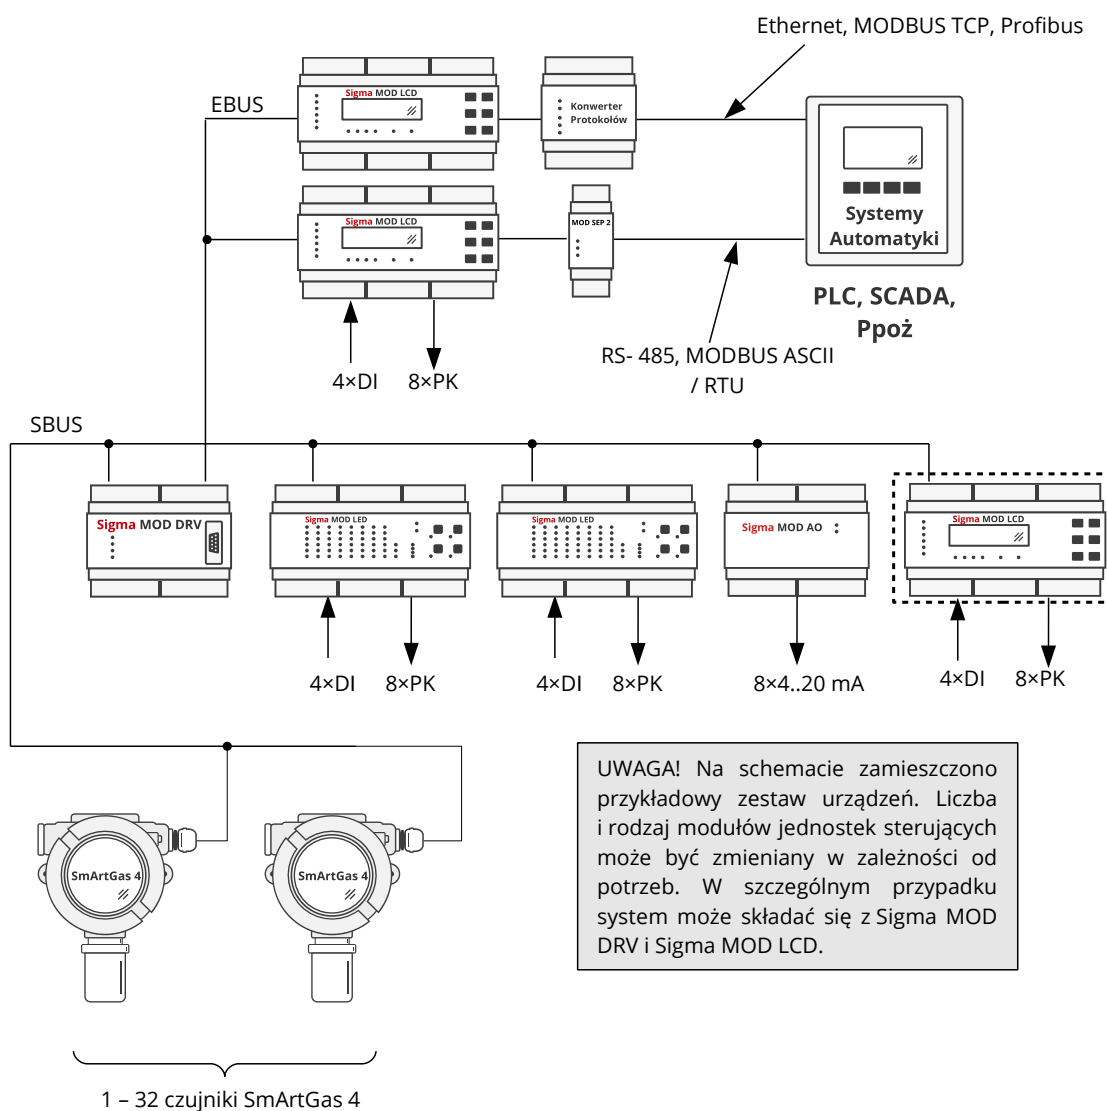 Ethernet, MODBUS TCP, Profibus
EBUS
Sigma MOD LCD
Konwerter
Protokołów
Sigma MOD LCD
MOD SEP 2
Systemy
Automatyki
PLC, SCADA,
Ppoż
RS- 485, MODBUS ASCII
/ RTU
4×DI
8×PK
SBUS
Sigma MOD DRV
Sigma MOD LED
Sigma MOD LED
Sigma MOD AO
Sigma MOD LCD
4×DI
8×PK
4×DI
8×PK
8×4..20 mA
4×DI
8×PK
UWAGA! Na schemacie zamieszczono
przykładowy zestaw urządzeń. Liczba
i rodzaj modułów jednostek sterujących
może być zmieniany w zależności od
potrzeb. W szczególnym przypadku
system może składać się z Sigma MOD
DRV i Sigma MOD LCD.
SmArtGas 4
SmArtGas 4
1 – 32 czujniki SmArtGas 4